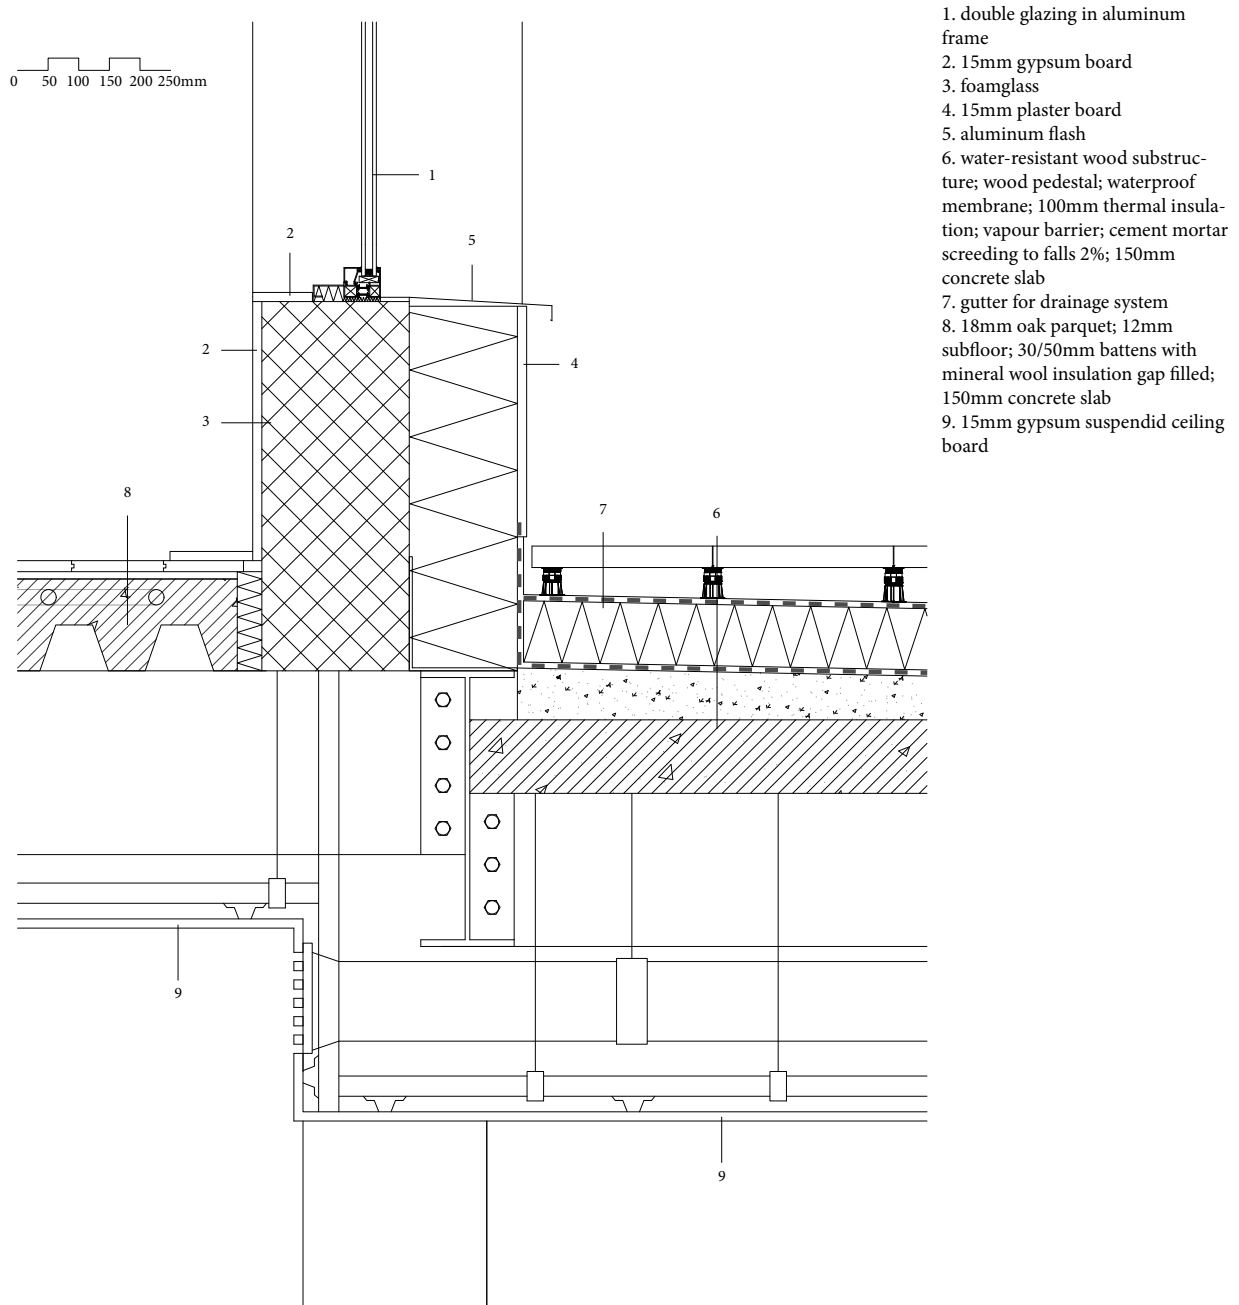 0 50 100 150 200 250mm
1
2
5
2
4
3
8
7
6
9
9
1. double glazing in aluminum
frame
2. 15mm gypsum board
3. foamglass
4. 15mm plaster board
5. aluminum flash
6. water-resistant wood substruc-
ture; wood pedestal; waterproof
membrane; 100mm thermal insula-
tion; vapour barrier; cement mortar
screeding to falls 2%; 150mm
concrete slab
7. gutter for drainage system
8. 18mm oak parquet; 12mm
subfloor; 30/50mm battens with
mineral wool insulation gap filled;
150mm concrete slab
9. 15mm gypsum suspendid ceiling
board